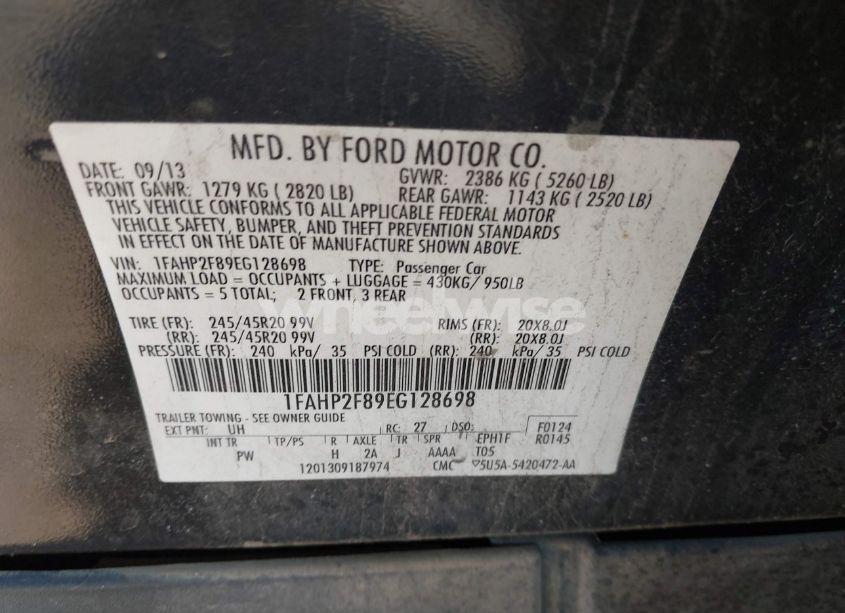 MFD. BY FORD MOTOR CO.
DATE: 09/13 GVWR: 2386 KG ( 5260 LB)
FRONT GAWR: 1279 KG ( 2820 LB) REAR GAWR: 1143 KG ( 2520 LB)
THIS VEHICLE CONFORMS TO ALL APPLICABLE FEDERAL MOTOR
VEHICLE SAFETY, BUMPER, AND THEFT PREVENTION STANDARDS
IN EFFECT ON THE DATE OF MANUFACTURE SHOWN ABOVE.
VIN: 1FAHP2F89EG128698 TYPE: Passenger Car
MAXIMUM LOAD = OCCUPANTS + LUGGAGE = 430KG/ 950LB
OCCUPANTS = 5 TOTAL; 2 FRONT, 3 REAR
wheelwise
TIRE (FR): 245/45R20 99V RIMS (FR): 20X8.0J
(RR): 245/45R20 99V (RR): 20X8.0J
PRESSURE (FR): 240 kPa/ 35 PSI COLD (RR): 240 kPa/ 35 PSI COLD
1FAHP2F89EG128698
TRAILER TOWING - SEE OWNER GUIDE
EXT PNT: UH RC: 27 DSO: F0124
INT TR TP/PS R AXLE TR SPR EPH1F R0145
PW H 2A J AAAA T05
1201309187974 CMC ▽5U5A-5420472-AA